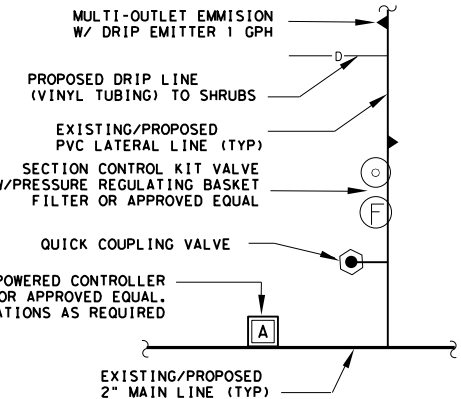 MULTI-OUTLET EMMISION
W/ DRIP EMITTER 1 GPH
D
PROPOSED DRIP LINE
(VINYL TUBING) TO SHRUBS
EXISTING/PROPOSED
PVC LATERAL LINE (TYP)
SECTION CONTROL KIT VALVE
W/PRESSURE REGULATING BASKET
FILTER OR APPROVED EQUAL
F
QUICK COUPLING VALVE
POWERED CONTROLLER
OR APPROVED EQUAL.
AS REQUIRED
A
EXISTING/PROPOSED
2" MAIN LINE (TYP)